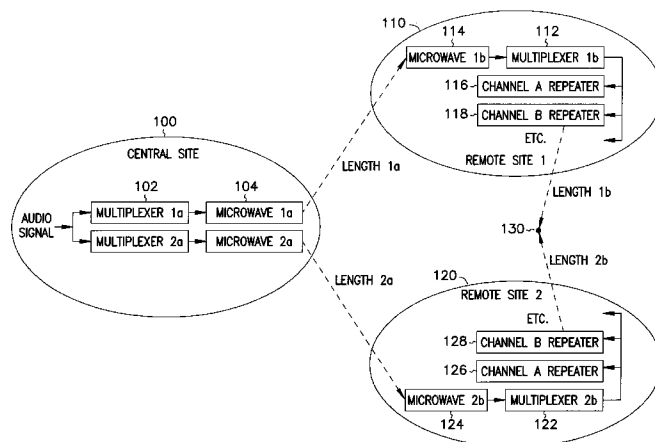 110
114
112
MICROWAVE 1b
MULTIPLEXER 1b
116
CHANNEL A REPEATER
118
CHANNEL B REPEATER
ETC.
REMOTE SITE 1
100
CENTRAL SITE
102
104
AUDIO
SIGNAL
MULTIPLEXER 1a
MICROWAVE 1a
MULTIPLEXER 2a
MICROWAVE 2a
LENGTH 1a
LENGTH 1b
130
LENGTH 2b
LENGTH 2a
120
REMOTE SITE 2
ETC.
128
CHANNEL B REPEATER
126
CHANNEL A REPEATER
MICROWAVE 2b
MULTIPLEXER 2b
124
122